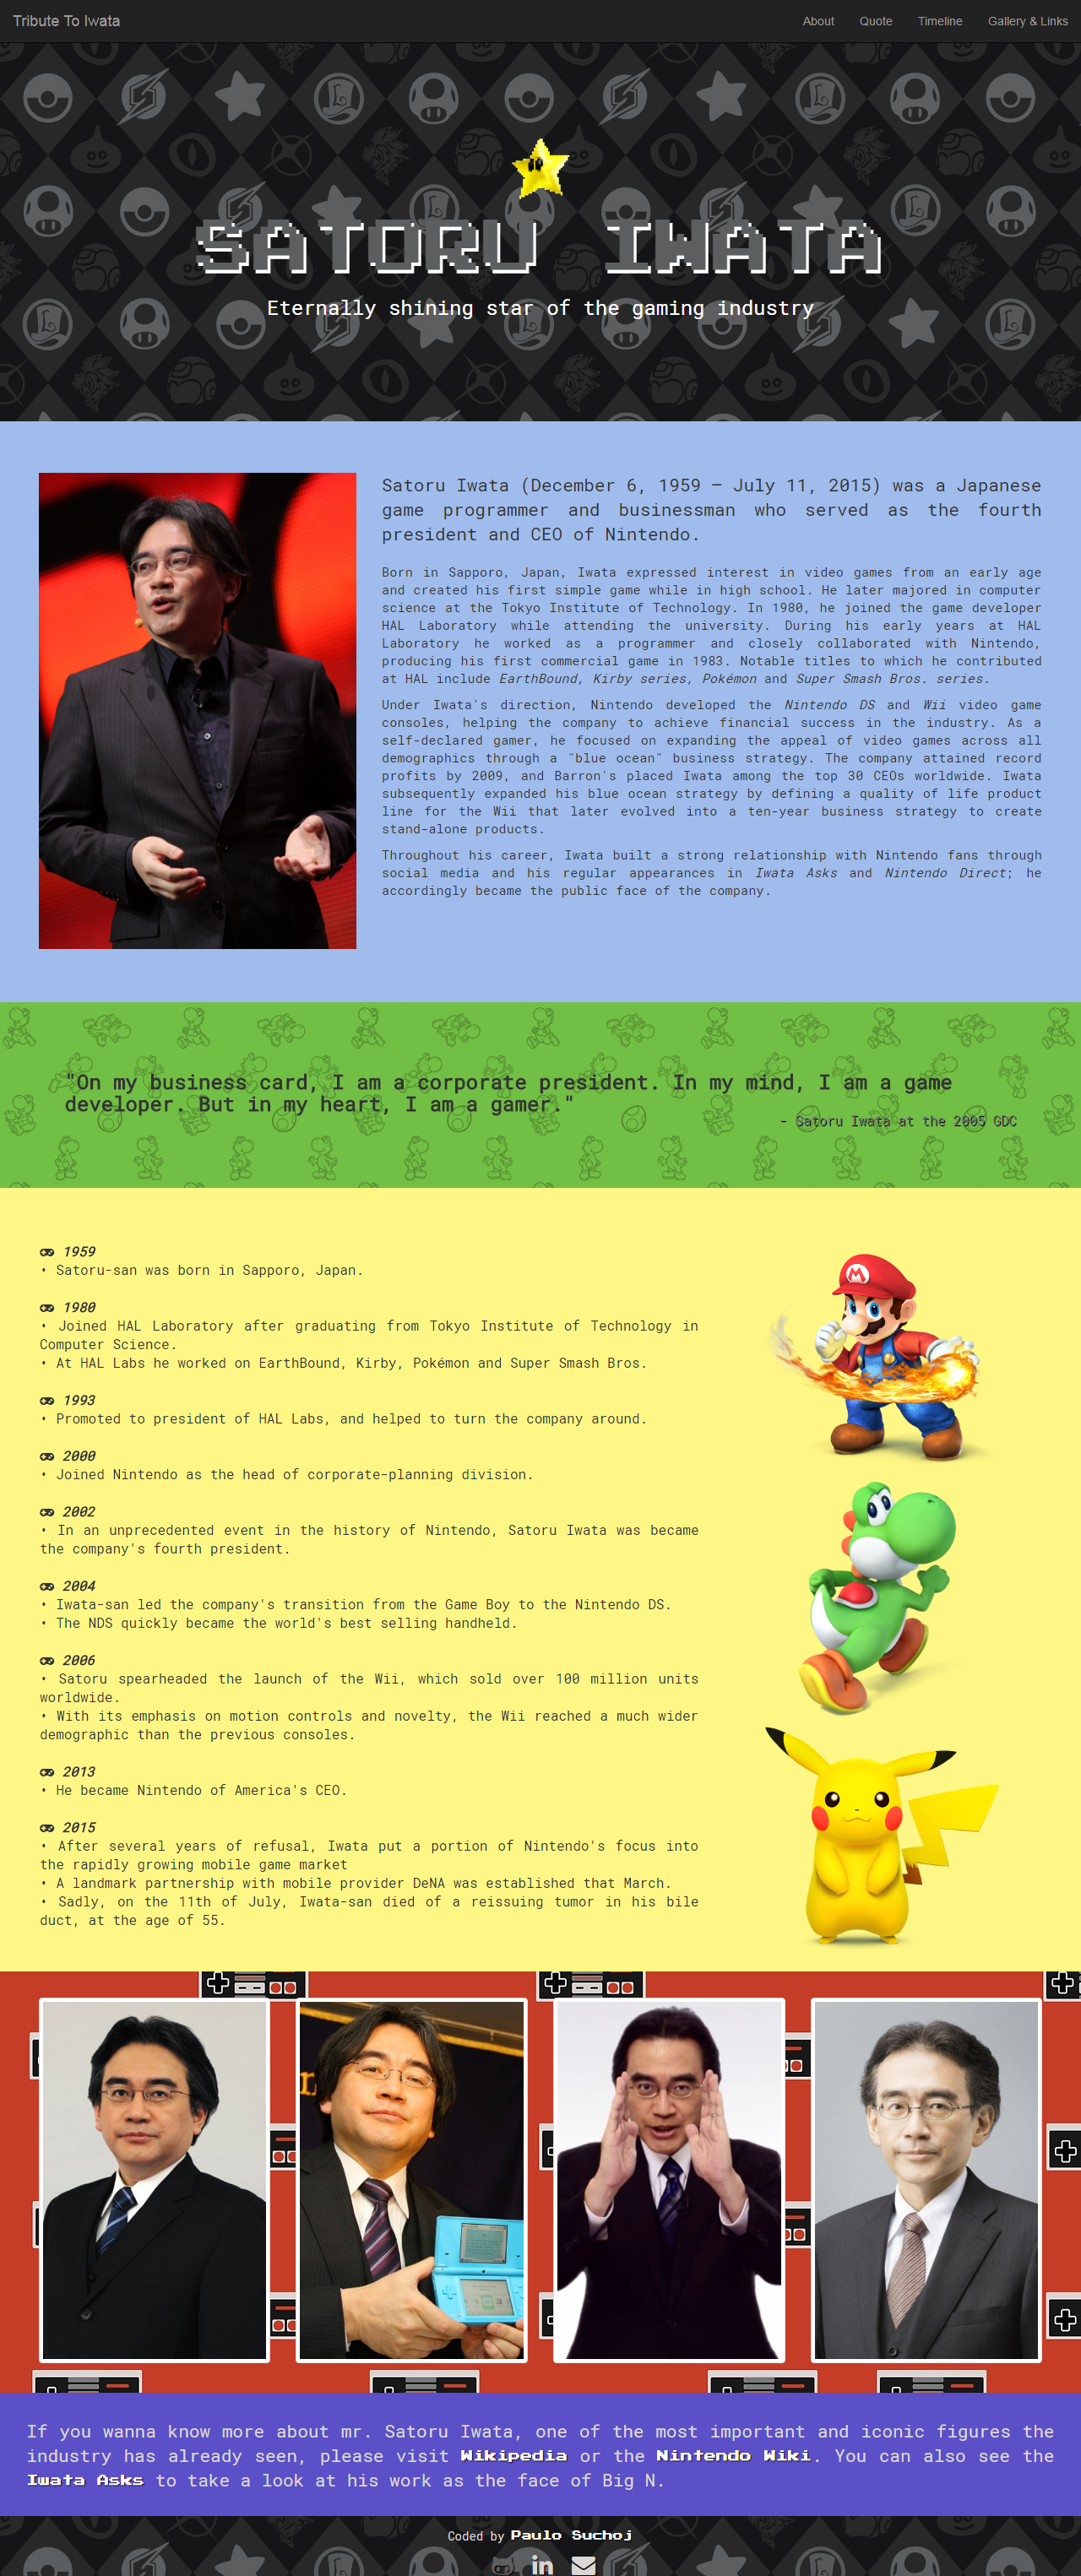 Tribute To Iwata
About Quote Timeline Gallery & Links
SATORU IWATA
Eternally shining star of the gaming industry
Satoru Iwata (December 6, 1959 – July 11, 2015) was a Japanese
game programmer and businessman who served as the fourth
president and CEO of Nintendo.
Born in Sapporo, Japan, Iwata expressed interest in video games from an early age
and created his first simple game while in high school. He later majored in computer
science at the Tokyo Institute of Technology. In 1980, he joined the game developer
HAL Laboratory while attending the university. During his early years at HAL
Laboratory he worked as a programmer and closely collaborated with Nintendo,
producing his first commercial game in 1983. Notable titles to which he contributed
at HAL include EarthBound, Kirby series, Pokémon and Super Smash Bros. series.
Under Iwata's direction, Nintendo developed the Nintendo DS and Wii video game
consoles, helping the company to achieve financial success in the industry. As a
self-declared gamer, he focused on expanding the appeal of video games across all
demographics through a "blue ocean" business strategy. The company attained record
profits by 2009, and Barron's placed Iwata among the top 30 CEOs worldwide. Iwata
subsequently expanded his blue ocean strategy by defining a quality of life product
line for the Wii that later evolved into a ten-year business strategy to create
stand-alone products.
Throughout his career, Iwata built a strong relationship with Nintendo fans through
social media and his regular appearances in Iwata Asks and Nintendo Direct; he
accordingly became the public face of the company.
"On my business card, I am a corporate president. In my mind, I am a game
developer. But in my heart, I am a gamer."
- Satoru Iwata at the 2005 GDC
1959
• Satoru-san was born in Sapporo, Japan.
1980
• Joined HAL Laboratory after graduating from Tokyo Institute of Technology in
Computer Science.
• At HAL Labs he worked on EarthBound, Kirby, Pokémon and Super Smash Bros.
1993
• Promoted to president of HAL Labs, and helped to turn the company around.
2000
• Joined Nintendo as the head of corporate-planning division.
2002
• In an unprecedented event in the history of Nintendo, Satoru Iwata was became
the company's fourth president.
2004
• Iwata-san led the company's transition from the Game Boy to the Nintendo DS.
• The NDS quickly became the world's best selling handheld.
2006
• Satoru spearheaded the launch of the Wii, which sold over 100 million units
worldwide.
• With its emphasis on motion controls and novelty, the Wii reached a much wider
demographic than the previous consoles.
2013
• He became Nintendo of America's CEO.
2015
• After several years of refusal, Iwata put a portion of Nintendo's focus into
the rapidly growing mobile game market
• A landmark partnership with mobile provider DeNA was established that March.
• Sadly, on the 11th of July, Iwata-san died of a reissuing tumor in his bile
duct, at the age of 55.
If you wanna know more about mr. Satoru Iwata, one of the most important and iconic figures the
industry has already seen, please visit Wikipedia or the Nintendo Wiki. You can also see the
Iwata Asks to take a look at his work as the face of Big N.
Coded by Paulo Suchoj